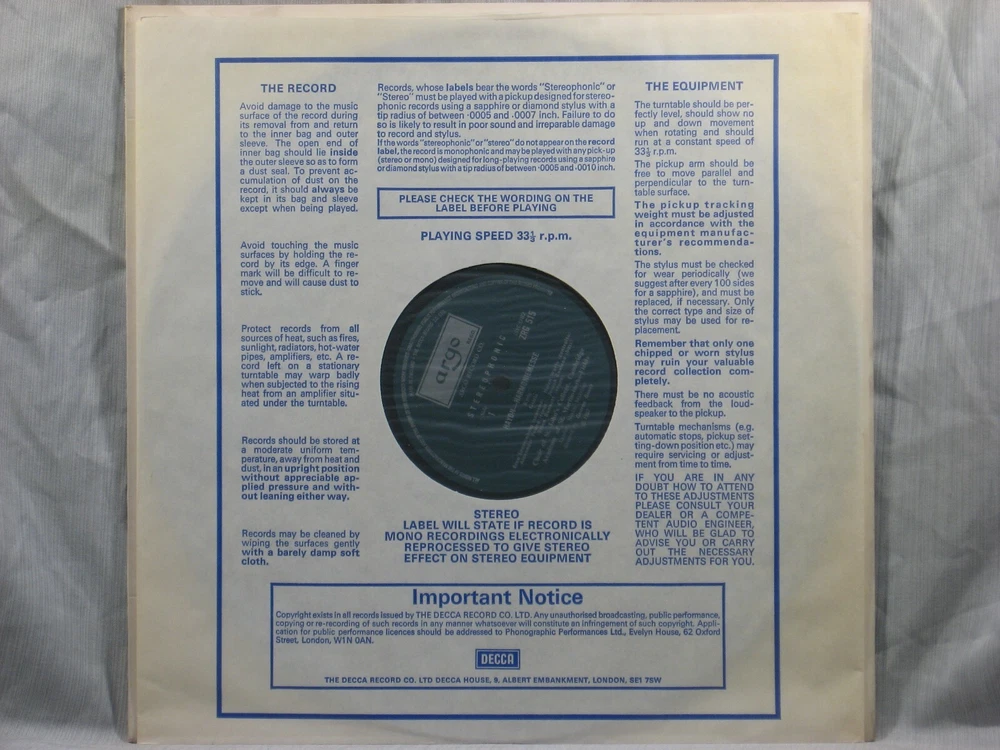 THE RECORD
Avoid damage to the music
surface of the record during
its removal from and return
to the inner bag and outer
sleeve. The open end of
inner bag should lie inside
the outer sleeve so as to form
a dust seal. To prevent ac-
cumulation of dust on the
record, it should always be
kept in its bag and sleeve
except when being played.
Avoid touching the music
surfaces by holding the re-
cord by its edge. A finger
mark will be difficult to re-
move and will cause dust to
stick.
Protect records from all
sources of heat, such as fires,
sunlight, radiators, hot-water
pipes, amplifiers, etc. A re-
cord left on a stationary
turntable may warp badly
when subjected to the rising
heat from an amplifier situ-
ated under the turntable.
Records should be stored at
a moderate uniform tem-
perature, away from heat and
dust, in an upright position
without appreciable ap-
plied pressure and with-
out leaning either way.
Records may be cleaned by
wiping the surfaces gently
with a barely damp soft
cloth.
Records, whose labels bear the words "Stereophonic" or
"Stereo" must be played with a pickup designed for stereo-
phonic records using a sapphire or diamond stylus with a
tip radius of between ·0005 and ·0007 inch. Failure to do
so is likely to result in poor sound and irreparable damage
to record and stylus.
If the words "stereophonic" or "stereo" do not appear on the record
label, the record is monophonic and may be played with any pick-up
(stereo or mono) designed for long-playing records using a sapphire
or diamond stylus with a tip radius of between ·0005 and ·0010 inch.
PLEASE CHECK THE WORDING ON THE
LABEL BEFORE PLAYING
PLAYING SPEED 33⅓ r.p.m.
argo
STEREOPHONIC
ZRG 515
STEREO
LABEL WILL STATE IF RECORD IS
MONO RECORDINGS ELECTRONICALLY
REPROCESSED TO GIVE STEREO
EFFECT ON STEREO EQUIPMENT
THE EQUIPMENT
The turntable should be per-
fectly level, should show no
up and down movement
when rotating and should
run at a constant speed of
33⅓ r.p.m.
The pickup arm should be
free to move parallel and
perpendicular to the turn-
table surface.
The pickup tracking
weight must be adjusted
in accordance with the
equipment manufac-
turer's recommenda-
tions.
The stylus must be checked
for wear periodically (we
suggest after every 100 sides
for a sapphire), and must be
replaced, if necessary. Only
the correct type and size of
stylus may be used for re-
placement.
Remember that only one
chipped or worn stylus
may ruin your valuable
record collection com-
pletely.
There must be no acoustic
feedback from the loud-
speaker to the pickup.
Turntable mechanisms (e.g.
automatic stops, pickup set-
ting-down position etc.) may
require servicing or adjust-
ment from time to time.
IF YOU ARE IN ANY
DOUBT HOW TO ATTEND
TO THESE ADJUSTMENTS
PLEASE CONSULT YOUR
DEALER OR A COMPE-
TENT AUDIO ENGINEER,
WHO WILL BE GLAD TO
ADVISE YOU OR CARRY
OUT THE NECESSARY
ADJUSTMENTS FOR YOU.
Important Notice
Copyright exists in all records issued by THE DECCA RECORD CO. LTD. Any unauthorised broadcasting, public performance,
copying or re-recording of such records in any manner whatsoever will constitute an infringement of such copyright. Appli-
cation for public performance licences should be addressed to Phonographic Performances Ltd., Evelyn House, 62 Oxford
Street, London, W1N 0AN.
DECCA
THE DECCA RECORD CO. LTD DECCA HOUSE, 9, ALBERT EMBANKMENT, LONDON, SE1 7SW